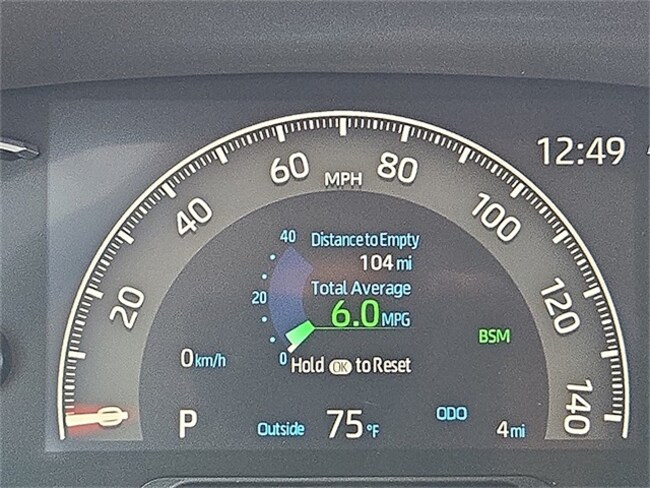 12:49
60
MPH
80
40
100
20
120
0
140
40
Distance to Empty
104 mi
Total Average
20
6.0 MPG
BSM
0 km/h
0
Hold OK to Reset
P
Outside 75 °F
ODO
4 mi